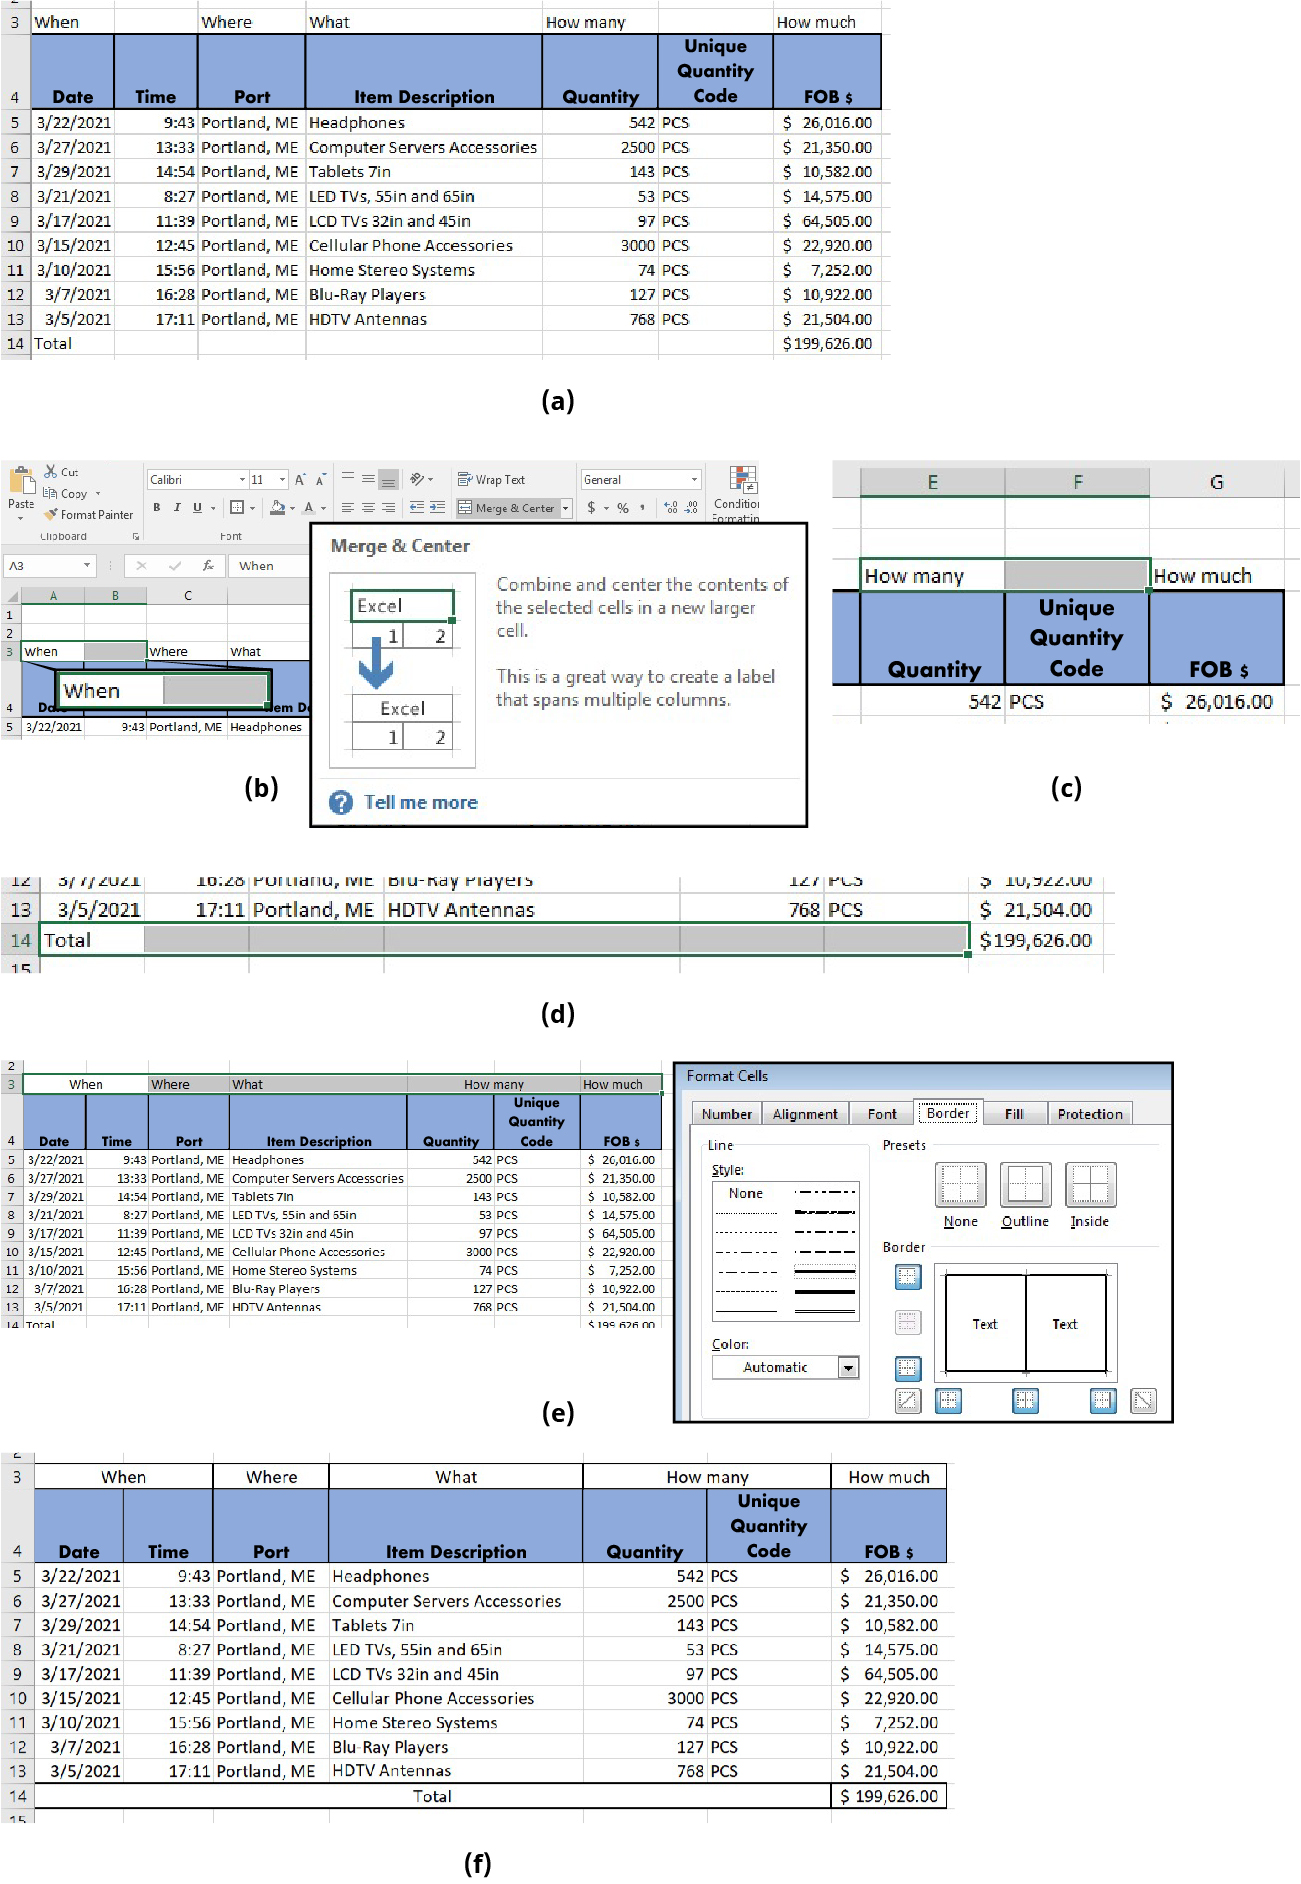 2
3 When Where What How many How much
Unique
Quantity
4 Date Time Port Item Description Quantity Code FOB $
5 3/22/2021 9:43 Portland, ME Headphones 542 PCS $ 26,016.00
6 3/27/2021 13:33 Portland, ME Computer Servers Accessories 2500 PCS $ 21,350.00
7 3/29/2021 14:54 Portland, ME Tablets 7in 143 PCS $ 10,582.00
8 3/21/2021 8:27 Portland, ME LED TVs, 55in and 65in 53 PCS $ 14,575.00
9 3/17/2021 11:39 Portland, ME LCD TVs 32in and 45in 97 PCS $ 64,505.00
10 3/15/2021 12:45 Portland, ME Cellular Phone Accessories 3000 PCS $ 22,920.00
11 3/10/2021 15:56 Portland, ME Home Stereo Systems 74 PCS $ 7,252.00
12 3/7/2021 16:28 Portland, ME Blu-Ray Players 127 PCS $ 10,922.00
13 3/5/2021 17:11 Portland, ME HDTV Antennas 768 PCS $ 21,504.00
14 Total $199,626.00
(a)
Cut
Copy
Paste Format Painter
Clipboard
Calibri 11 A A
B I U A
Font
Wrap Text
Merge & Center
General
$ % , .00 .00
Conditio
Formattin
A3 fx When
A B C
1
2
3 When Where What
When
4 Da em De
5 3/22/2021 9:43 Portland, ME Headphones
Merge & Center
Excel
1 2
Excel
1 2
Combine and center the contents of
the selected cells in a new larger
cell.
This is a great way to create a label
that spans multiple columns.
? Tell me more
(b)
E F G
How many How much
Unique
Quantity
Quantity Code FOB $
542 PCS $ 26,016.00
(c)
12 3/7/2021 16:28 Portland, ME Blu-Ray Players 127 PCS $ 10,922.00
13 3/5/2021 17:11 Portland, ME HDTV Antennas 768 PCS $ 21,504.00
14 Total $199,626.00
15
(d)
2
3 When Where What How many How much
Unique
Quantity
4 Date Time Port Item Description Quantity Code FOB $
5 3/22/2021 9:43 Portland, ME Headphones 542 PCS $ 26,016.00
6 3/27/2021 13:33 Portland, ME Computer Servers Accessories 2500 PCS $ 21,350.00
7 3/29/2021 14:54 Portland, ME Tablets 7in 143 PCS $ 10,582.00
8 3/21/2021 8:27 Portland, ME LED TVs, 55in and 65in 53 PCS $ 14,575.00
9 3/17/2021 11:39 Portland, ME LCD TVs 32in and 45in 97 PCS $ 64,505.00
10 3/15/2021 12:45 Portland, ME Cellular Phone Accessories 3000 PCS $ 22,920.00
11 3/10/2021 15:56 Portland, ME Home Stereo Systems 74 PCS $ 7,252.00
12 3/7/2021 16:28 Portland, ME Blu-Ray Players 127 PCS $ 10,922.00
13 3/5/2021 17:11 Portland, ME HDTV Antennas 768 PCS $ 21,504.00
14 Total $199,626.00
Format Cells
Number Alignment Font Border Fill Protection
Line
Style:
None
Color:
Automatic
Presets
None Outline Inside
Border
Text Text
(e)
2
3 When Where What How many How much
Unique
Quantity
4 Date Time Port Item Description Quantity Code FOB $
5 3/22/2021 9:43 Portland, ME Headphones 542 PCS $ 26,016.00
6 3/27/2021 13:33 Portland, ME Computer Servers Accessories 2500 PCS $ 21,350.00
7 3/29/2021 14:54 Portland, ME Tablets 7in 143 PCS $ 10,582.00
8 3/21/2021 8:27 Portland, ME LED TVs, 55in and 65in 53 PCS $ 14,575.00
9 3/17/2021 11:39 Portland, ME LCD TVs 32in and 45in 97 PCS $ 64,505.00
10 3/15/2021 12:45 Portland, ME Cellular Phone Accessories 3000 PCS $ 22,920.00
11 3/10/2021 15:56 Portland, ME Home Stereo Systems 74 PCS $ 7,252.00
12 3/7/2021 16:28 Portland, ME Blu-Ray Players 127 PCS $ 10,922.00
13 3/5/2021 17:11 Portland, ME HDTV Antennas 768 PCS $ 21,504.00
14 Total $ 199,626.00
15
(f)